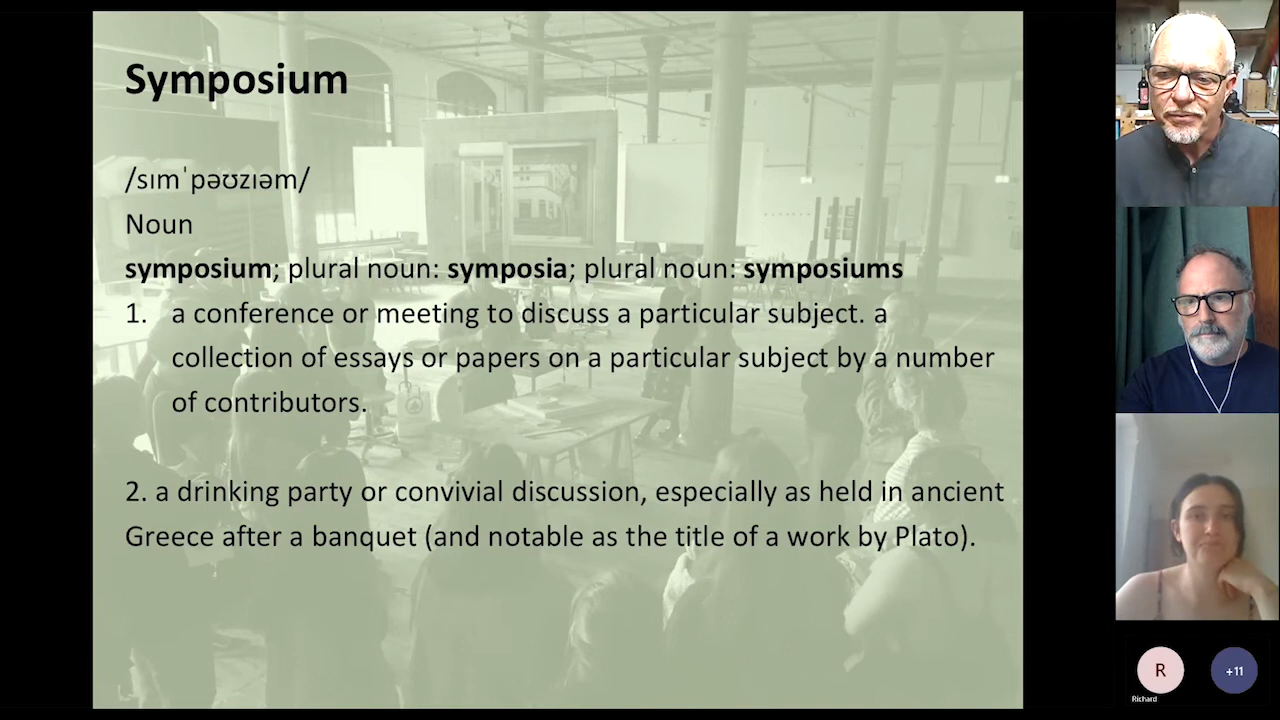 Symposium
/sɪmˈpəʊzɪəm/
Noun
symposium; plural noun: symposia; plural noun: symposiums
1. a conference or meeting to discuss a particular subject. a
collection of essays or papers on a particular subject by a number
of contributors.
2. a drinking party or convivial discussion, especially as held in ancient
Greece after a banquet (and notable as the title of a work by Plato).
R
Richard
+11